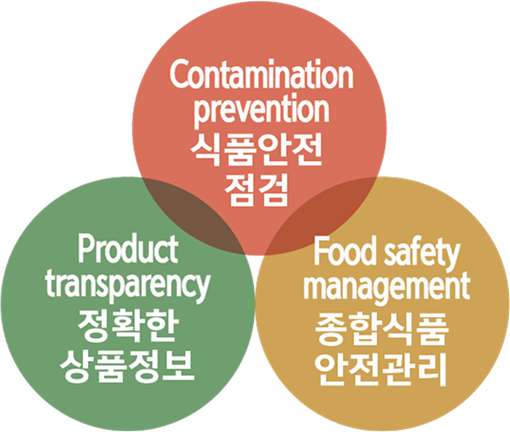 Contamination
prevention
식품안전
점검
Product
transparency
정확한
상품정보
Food safety
management
종합식품
안전관리